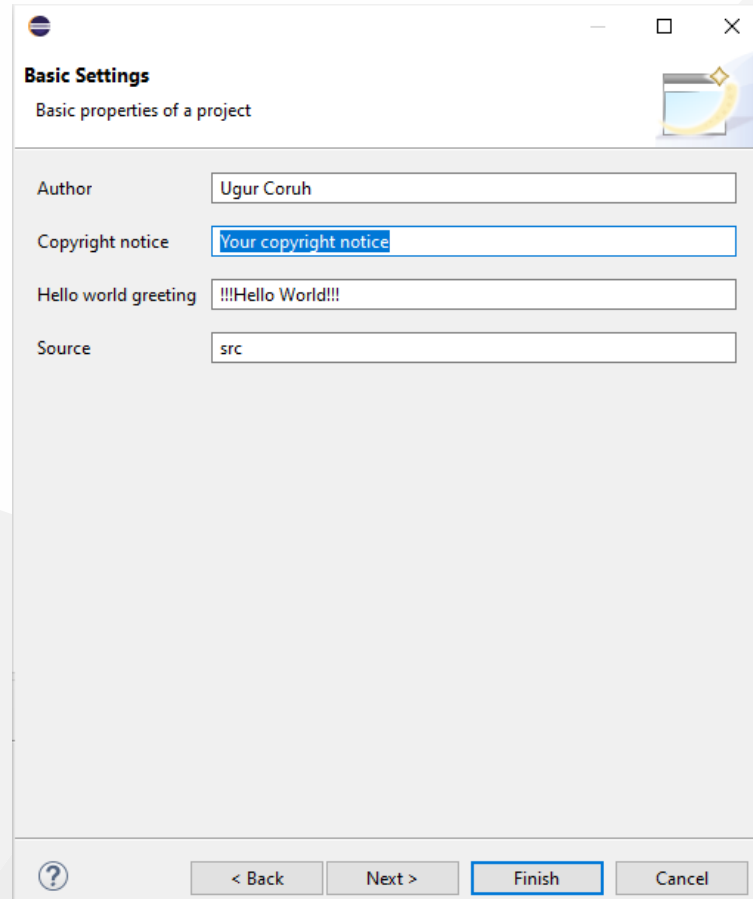 Basic Settings
Basic properties of a project
Author Ugur Coruh
Copyright notice Your copyright notice
Hello world greeting !!!Hello World!!!
Source src
? < Back Next > Finish Cancel